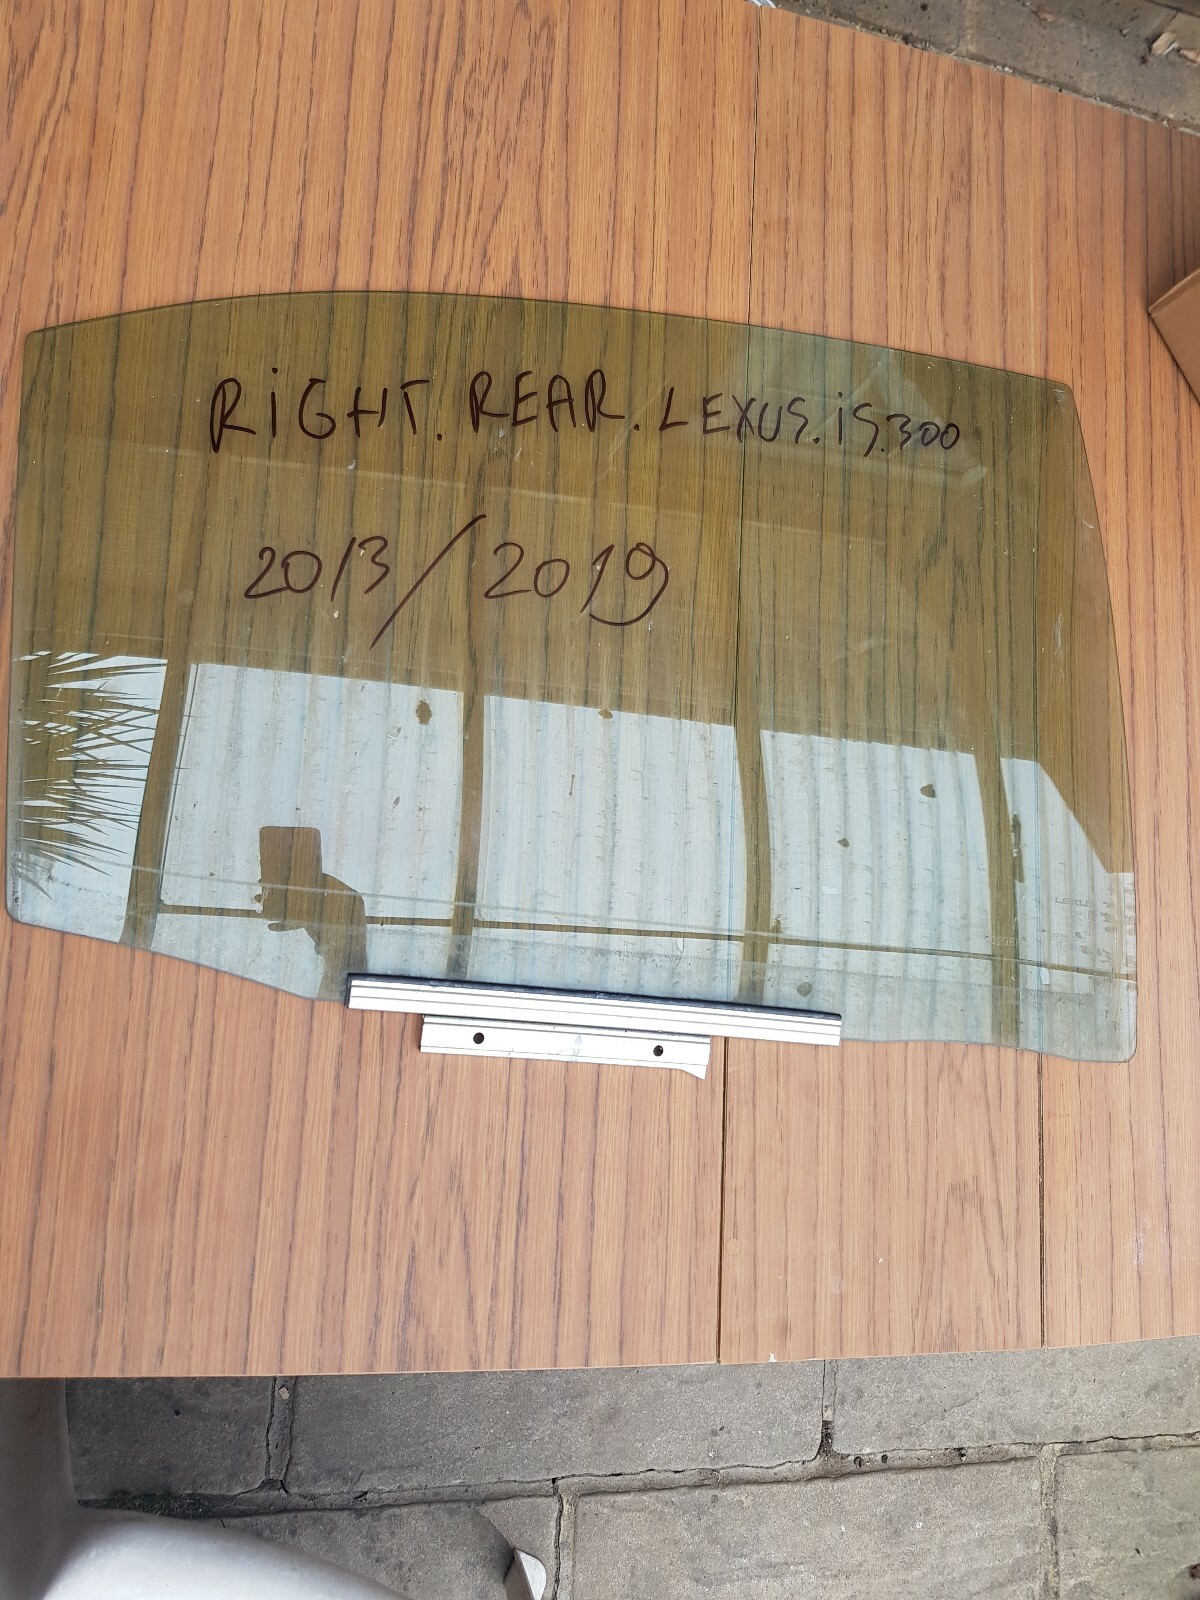 RiGHT. REAR. LEXUS. iS.300
2013/2019